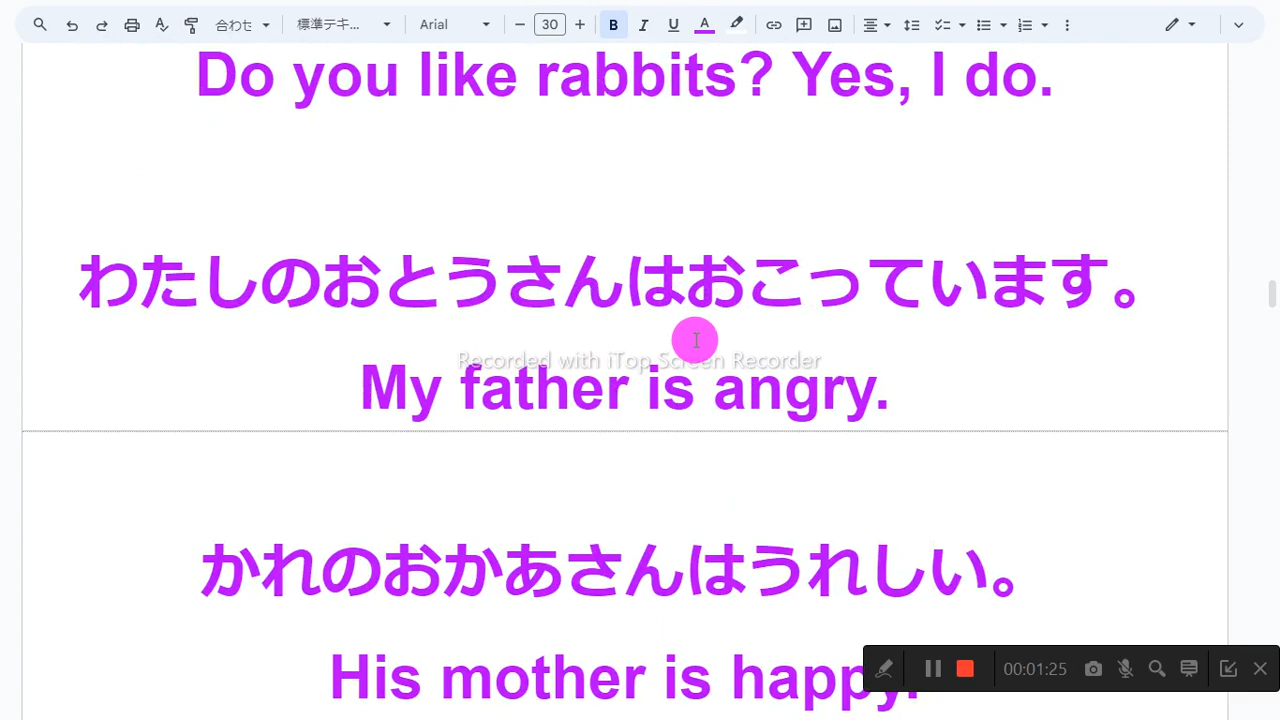 合わせ 標準テキ... Arial − 30 + B I U A
Do you like rabbits? Yes, I do.
わたしのおとうさんはおこっています。
Recorded with iTop Screen Recorder
My father is angry.
かれのおかあさんはうれしい。
His mother is happy.
00:01:25